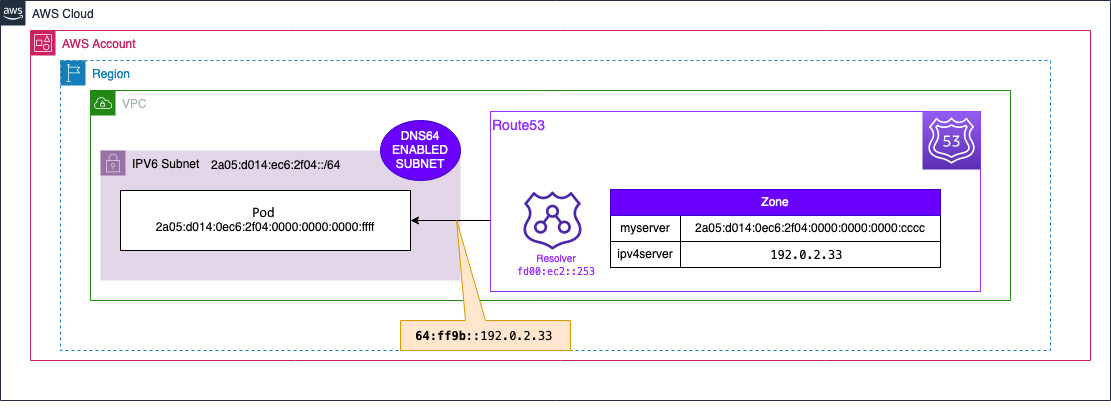 aws
AWS Cloud
AWS Account
Region
VPC
DNS64
ENABLED
SUBNET
IPV6 Subnet 2a05:d014:ec6:2f04::/64
Pod
2a05:d014:0ec6:2f04:0000:0000:0000:ffff
Route53
53
Resolver
fd00:ec2::253
Zone
myserver 2a05:d014:0ec6:2f04:0000:0000:0000:cccc
ipv4server 192.0.2.33
64:ff9b::192.0.2.33